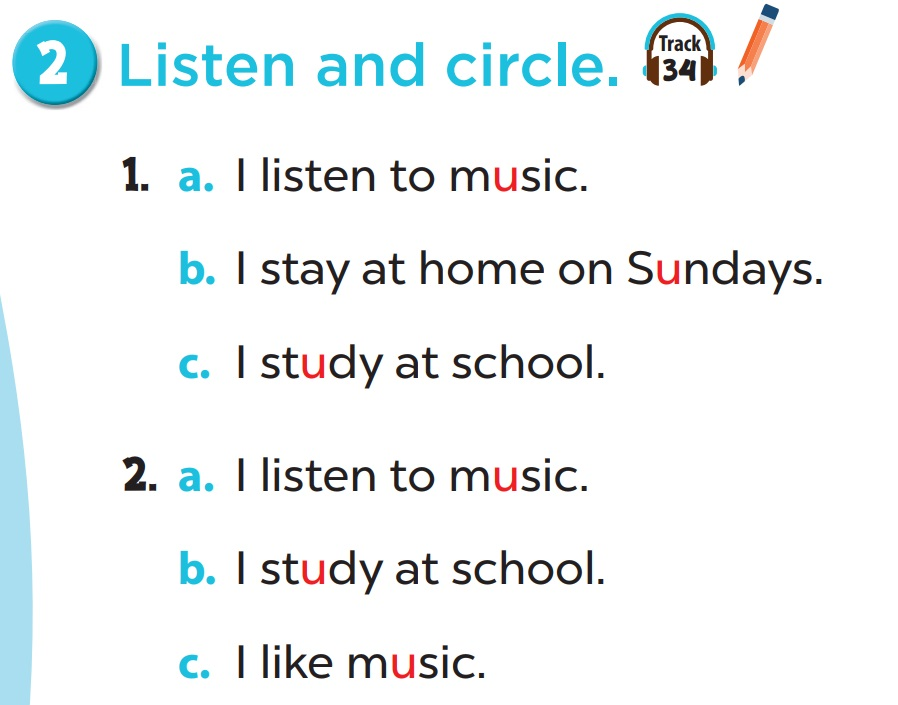 2 Listen and circle. Track 34
1. a. I listen to music.
b. I stay at home on Sundays.
c. I study at school.
2. a. I listen to music.
b. I study at school.
c. I like music.